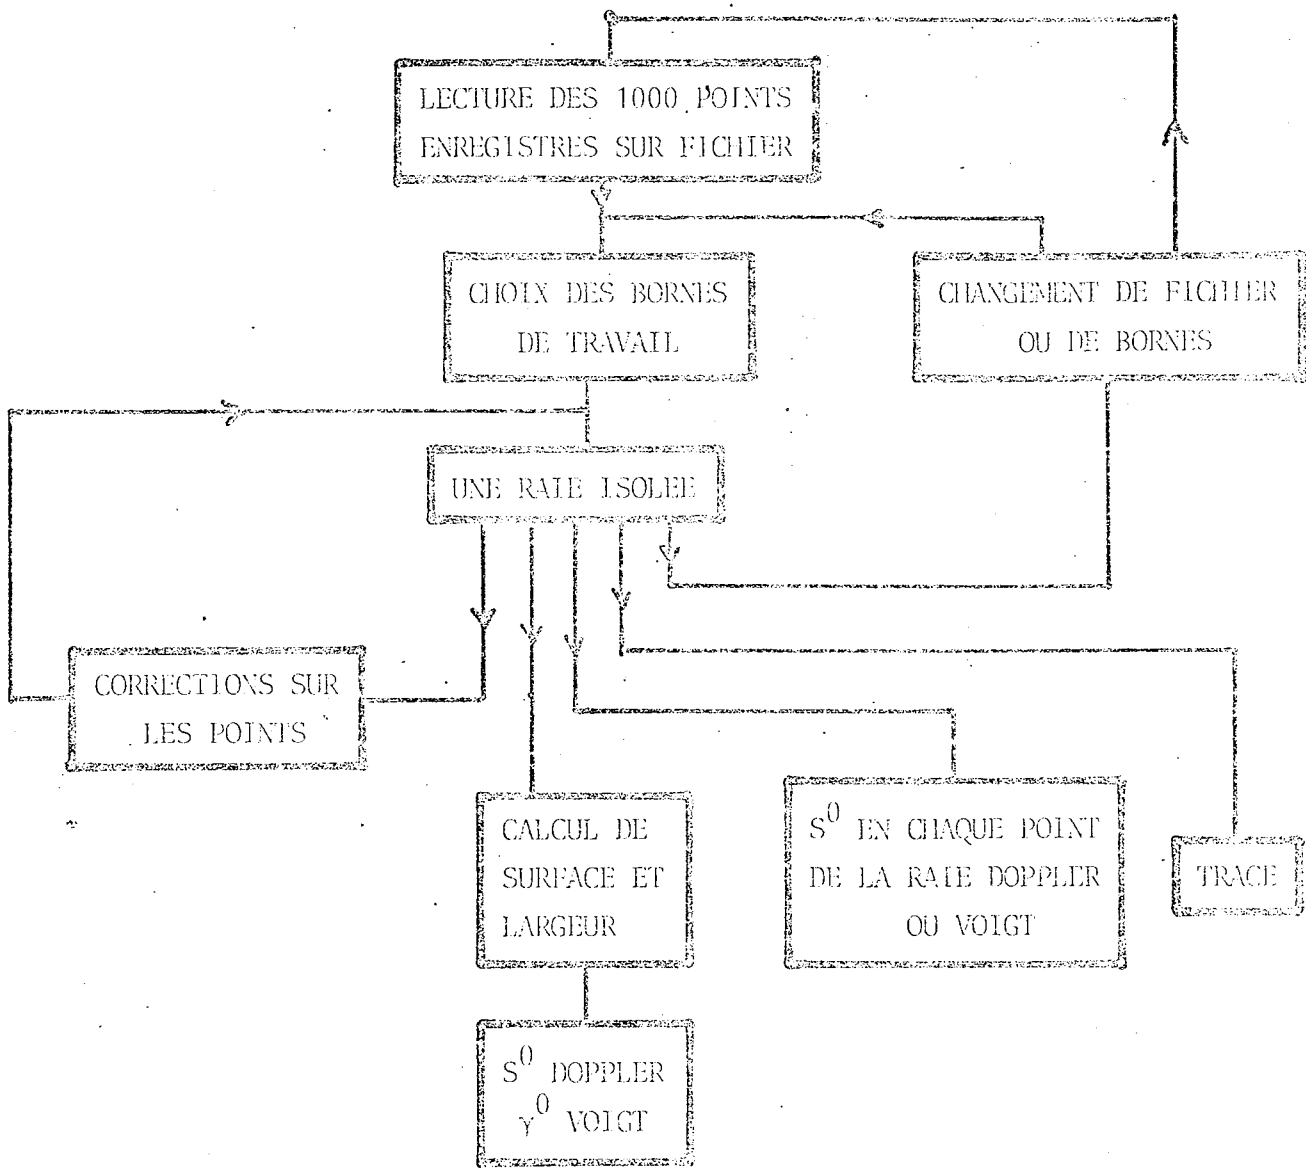 LECTURE DES 1000 POINTS
ENREGISTRES SUR FICHIER
CHOIX DES BORNES
DE TRAVAIL
CHANGEMENT DE FICHIER
OU DE BORNES
UNE RAIE ISOLEE
CORRECTIONS SUR
LES POINTS
CALCUL DE
SURFACE ET
LARGEUR
S⁰ EN CHAQUE POINT
DE LA RAIE DOPPLER
OU VOIGT
TRACE
S⁰ DOPPLER
γ⁰ VOIGT